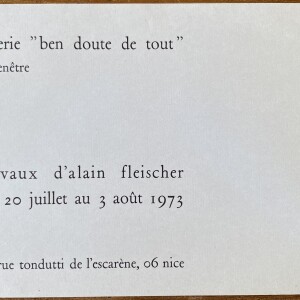 erie "ben doute de tout"
enêtre
vaux d'alain fleischer
20 juillet au 3 août 1973
rue tondutti de l'escarène, 06 nice